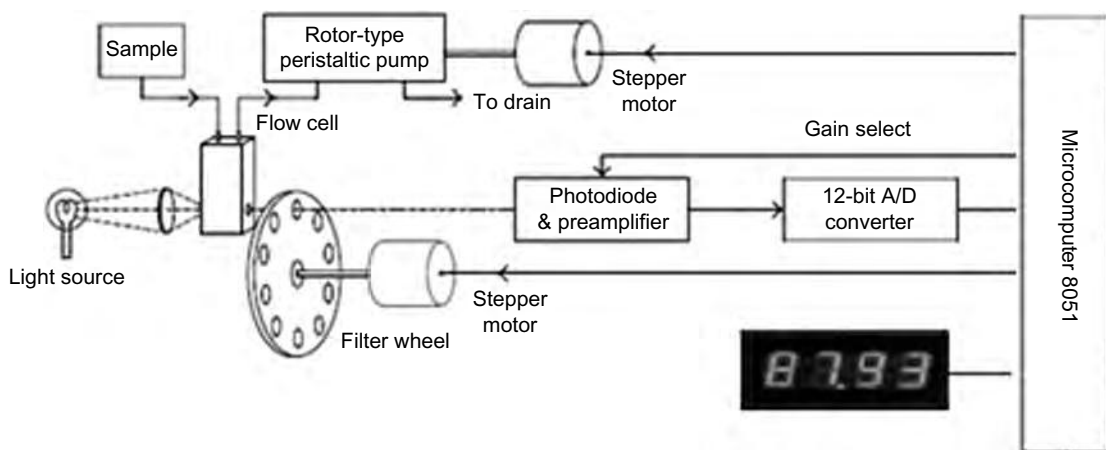 Sample
Rotor-type
peristaltic pump
Stepper
motor
To drain
Flow cell
Gain select
Microcomputer 8051
Photodiode
& preamplifier
12-bit A/D
converter
Light source
Stepper
motor
Filter wheel
87.93